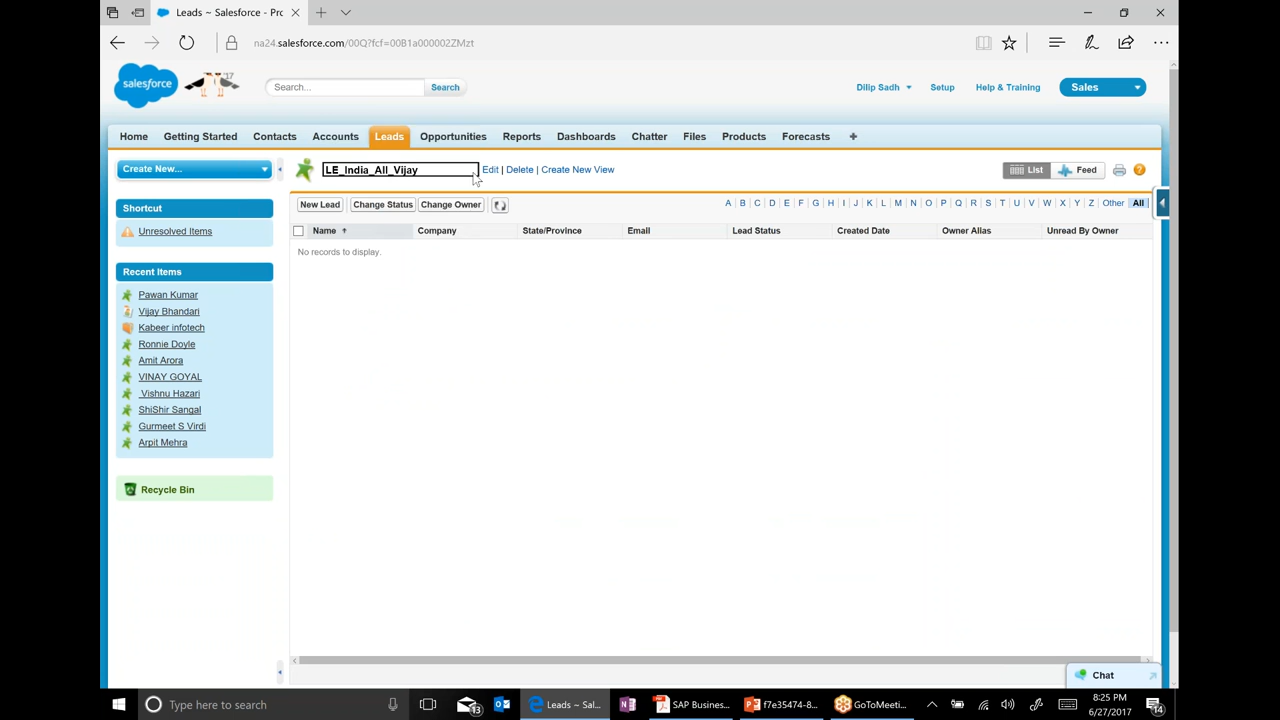 Leads ~ Salesforce - Prc
na24.salesforce.com/00Q?fcf=00B1a000002ZMzt
salesforce
'17
Search...
Search
Dilip Sadh
Setup
Help & Training
Sales
Home
Getting Started
Contacts
Accounts
Leads
Opportunities
Reports
Dashboards
Chatter
Files
Products
Forecasts
Create New...
LE_India_All_Vijay
Edit | Delete | Create New View
List
Feed
Shortcut
Unresolved Items
New Lead
Change Status
Change Owner
A B C D E F G H I J K L M N O P Q R S T U V W X Y Z Other All
Name
Company
State/Province
Email
Lead Status
Created Date
Owner Alias
Unread By Owner
No records to display.
Recent Items
Pawan Kumar
Vijay Bhandari
Kabeer infotech
Ronnie Doyle
Amit Arora
VINAY GOYAL
Vishnu Hazari
ShiShir Sangal
Gurmeet S Virdi
Arpit Mehra
Recycle Bin
Chat
Type here to search
13
Leads ~ Sal...
SAP Business...
f7e35474-8...
GoToMeeti...
8:25 PM
6/27/2017
14